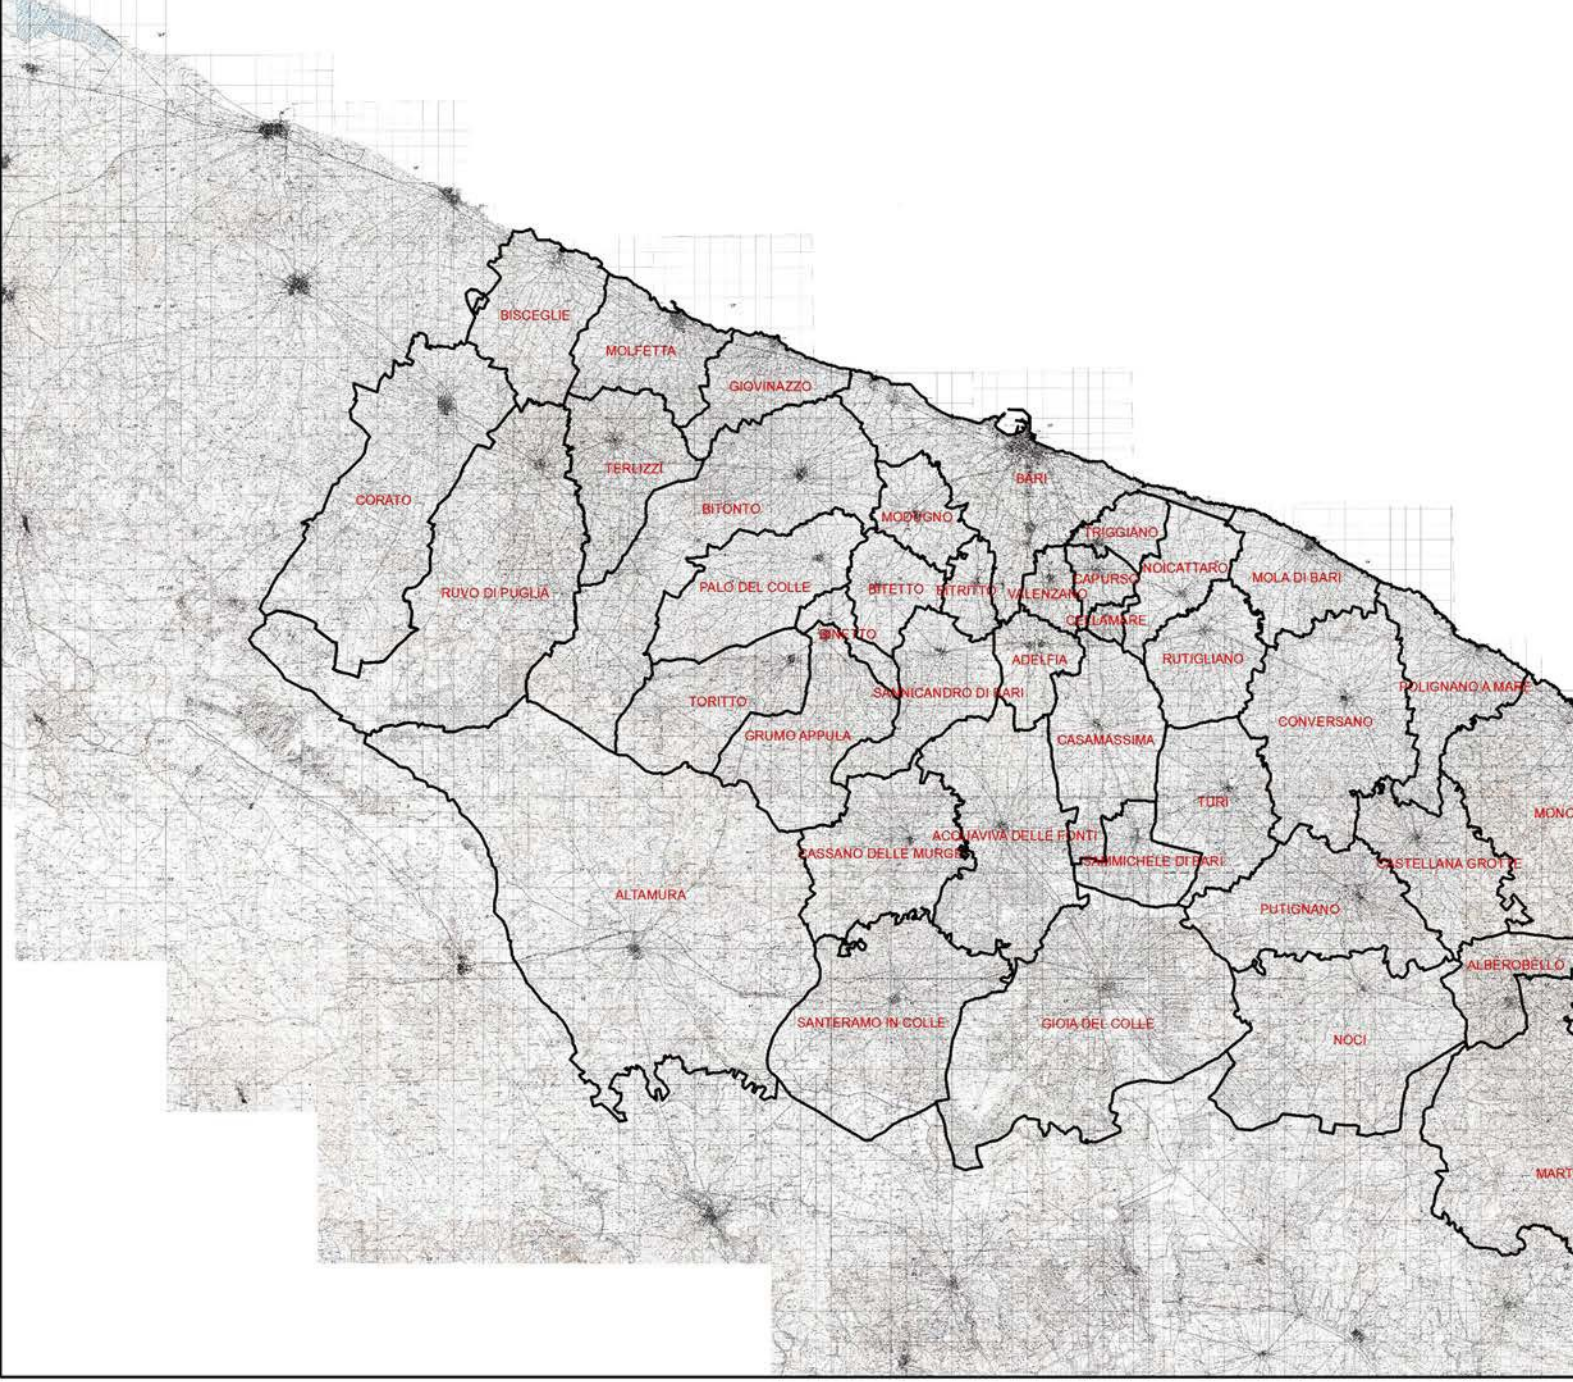 BISCEGLIE
MOLFETTA
GIOVINAZZO
TERLIZZI
BARI
CORATO
BITONTO
MODUGNO
TRIGGIANO
NOICATTARO
MOLA DI BARI
CAPURSO
PALO DEL COLLE
BITETTO
BITRITTO
VALENZANO
RUVO DI PUGLIA
CELLAMARE
BINETTO
ADELFIA
RUTIGLIANO
POLIGNANO A MARE
SANNICANDRO DI BARI
TORITTO
CONVERSANO
GRUMO APPULA
CASAMASSIMA
TURI
MONO
ACQUAVIVA DELLE FONTI
CASSANO DELLE MURGE
SAMMICHELE DI BARI
CASTELLANA GROTTE
ALTAMURA
PUTIGNANO
ALBEROBELLO
SANTERAMO IN COLLE
GIOIA DEL COLLE
NOCI
MART